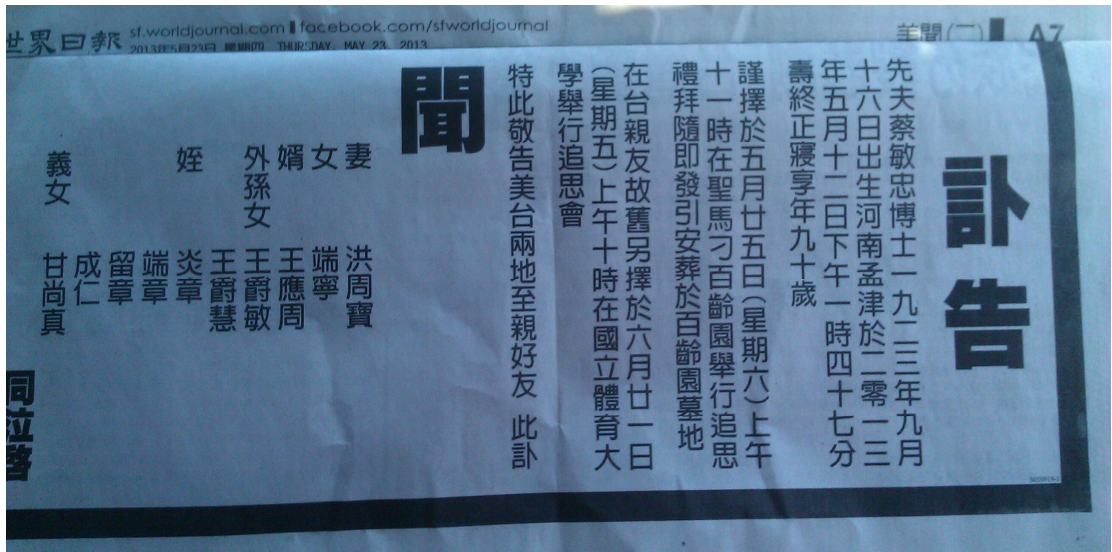 世界日報 sf.worldjournal.com facebook.com/sfworldjournal
2013年5月23日 星期四 THURSDAY, MAY 23, 2013
美聞(二) A7
訃告
先夫蔡敏忠博士一九二三年九月
十六日出生河南孟津於二零一三
年五月十二日下午一時四十七分
壽終正寢享年九十歲
謹擇於五月廿五日(星期六)上午
十一時在聖馬刁百齡園舉行追思
禮拜隨即發引安葬於百齡園墓地
在台親友故舊另擇於六月廿一日
(星期五)上午十時在國立體育大
學舉行追思會
特此敬告美台兩地至親好友 此訃
聞
妻 洪周寶
女 端寧
婿 王應周
外孫女 王爵敏
王爵慧
姪 炎章
端章
留章
成仁
義女 甘尚真
同泣啓